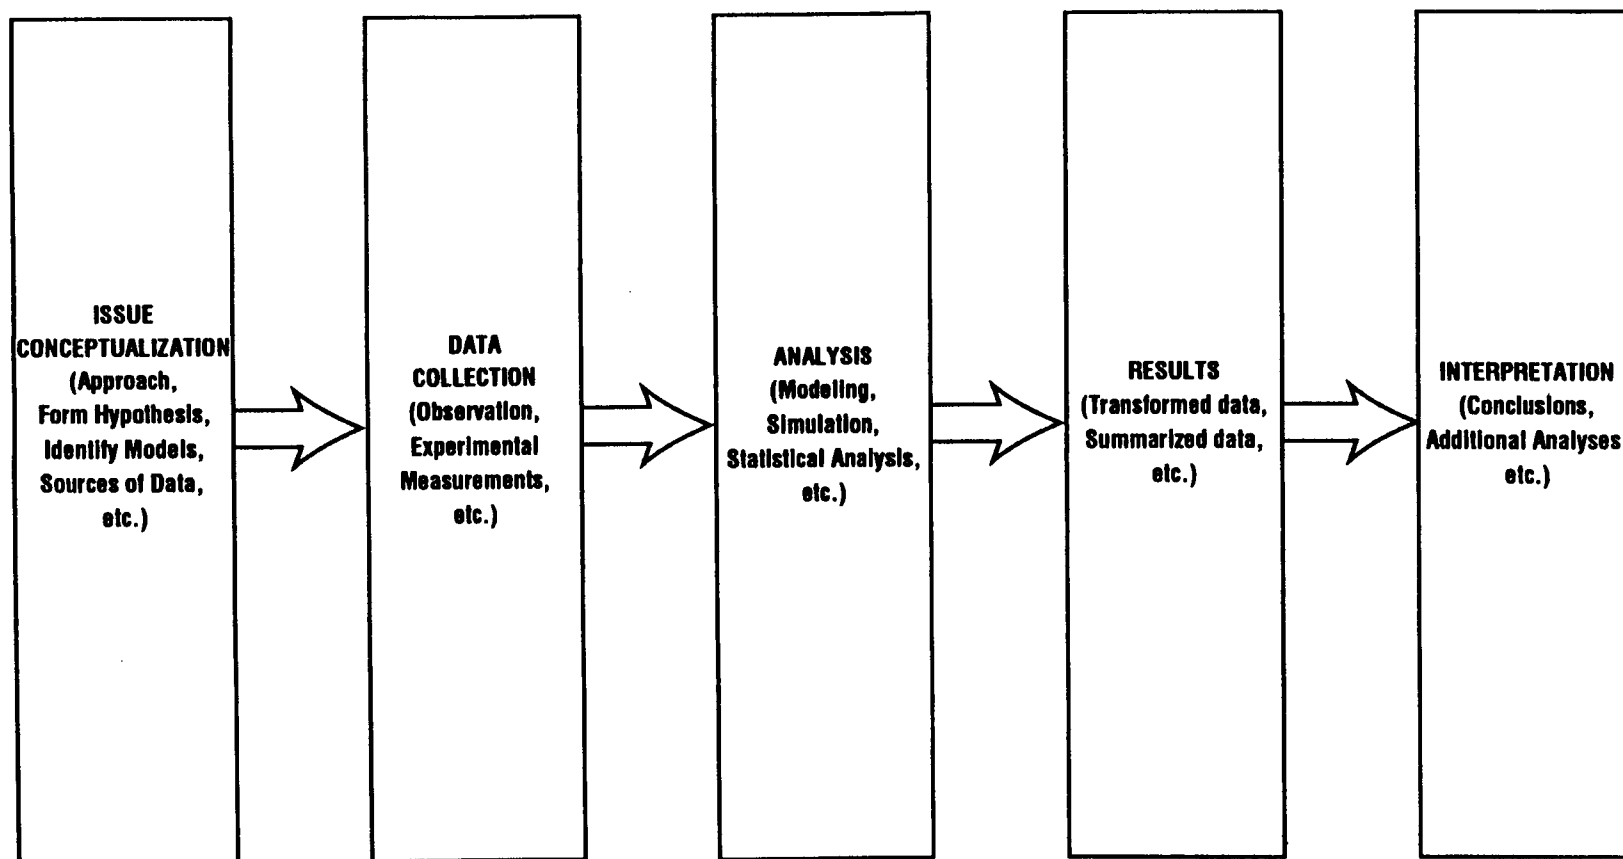 ISSUE
CONCEPTUALIZATION
(Approach,
Form Hypothesis,
Identify Models,
Sources of Data,
etc.)
DATA
COLLECTION
(Observation,
Experimental
Measurements,
etc.)
ANALYSIS
(Modeling,
Simulation,
Statistical Analysis,
etc.)
RESULTS
(Transformed data,
Summarized data,
etc.)
INTERPRETATION
(Conclusions,
Additional Analyses
etc.)